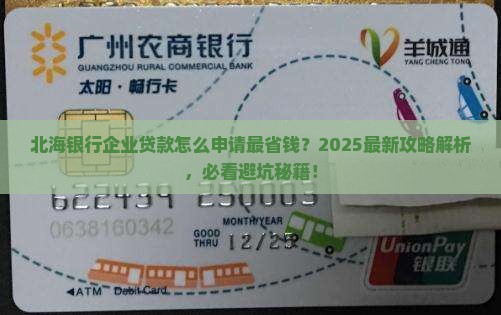 广州农商银行
GUANGZHOU RURAL COMMERCIAL BANK
太阳·畅行卡
羊城通
YANG CHENG TONG
北海银行企业贷款怎么申请最省钱？2025最新攻略解析
，必看避坑秘籍！
0638160342
MONTH/YEAR
GOOD
THRU
12/25
UnionPay
银联
◄ATM
Debit Card